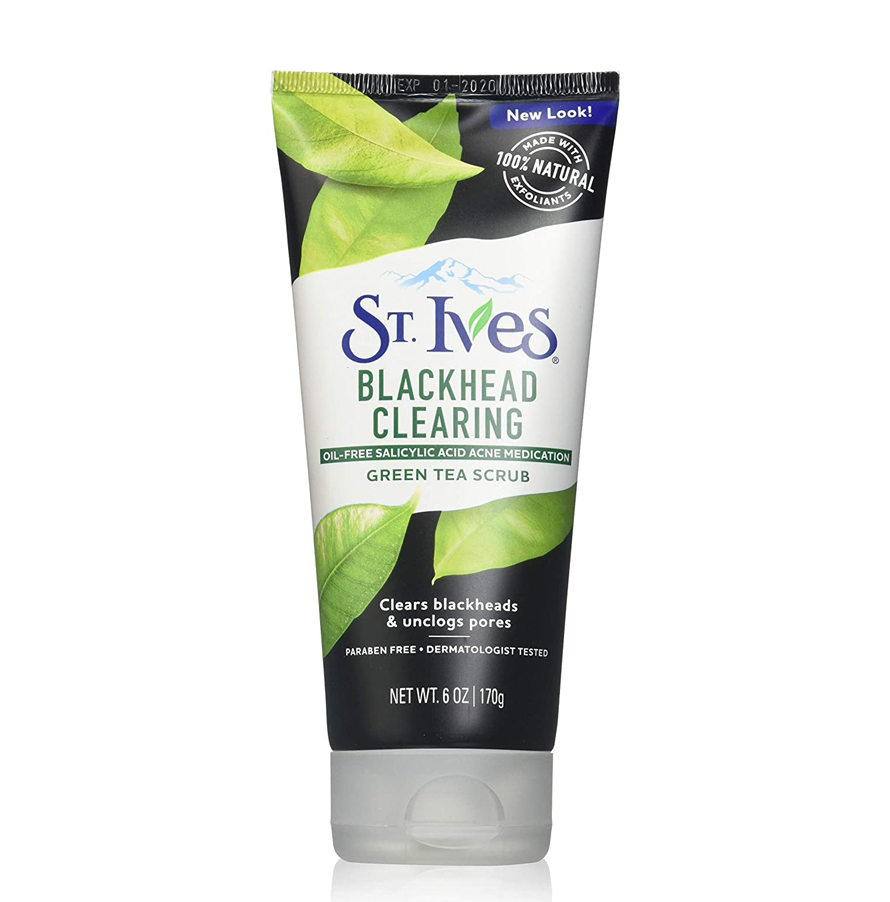 EXP 01-2020
New Look!
MADE WITH
100% NATURAL
EXFOLIANTS
ST. Ives®
BLACKHEAD
CLEARING
OIL-FREE SALICYLIC ACID ACNE MEDICATION
GREEN TEA SCRUB
Clears blackheads
& unclogs pores
PARABEN FREE • DERMATOLOGIST TESTED
NET WT. 6 OZ | 170g